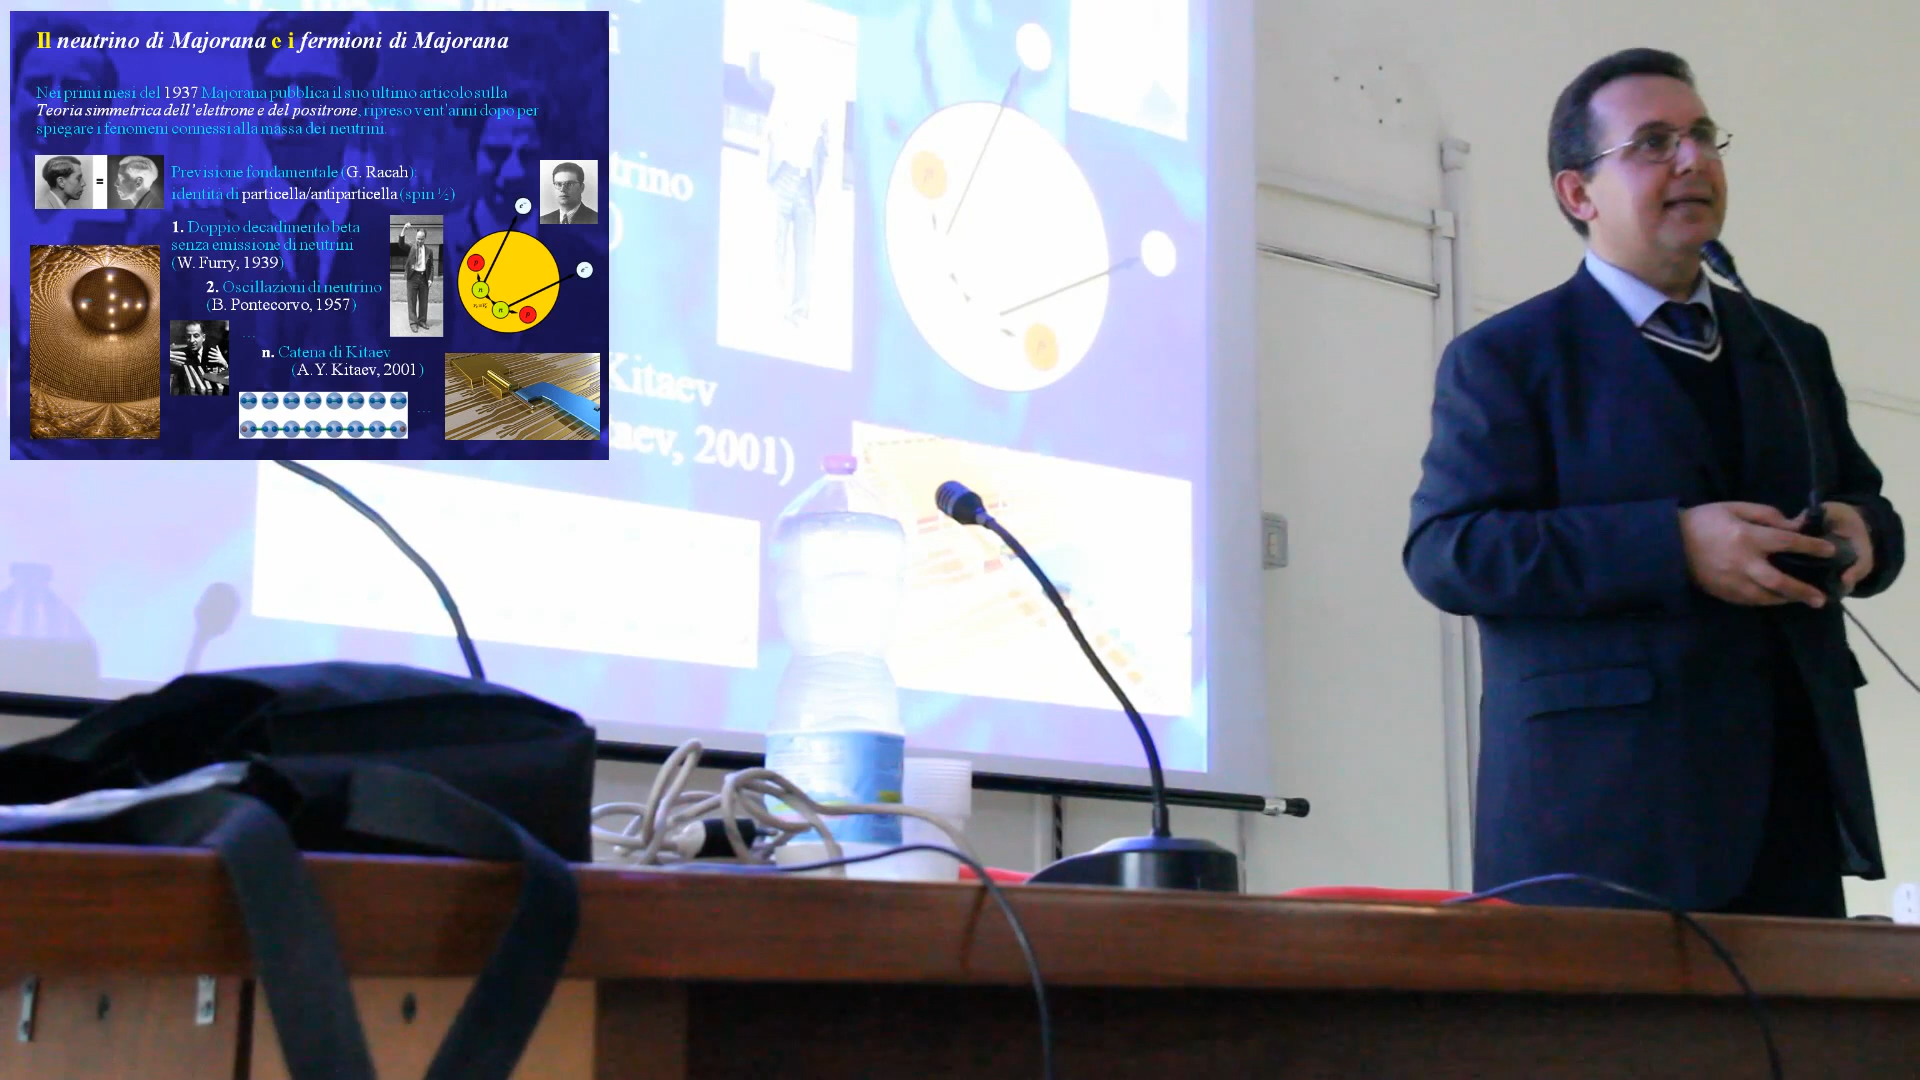 Il neutrino di Majorana e i fermioni di Majorana
Nei primi mesi del 1937 Majorana pubblica il suo ultimo articolo sulla
Teoria simmetrica dell'elettrone e del positrone, ripreso vent'anni dopo per
spiegare i fenomeni connessi alla massa dei neutrini.
=
Previsione fondamentale (G. Racah):
identità di particella/antiparticella (spin ½)
1. Doppio decadimento beta
senza emissione di neutrini
(W. Furry, 1939)
2. Oscillazioni di neutrino
(B. Pontecorvo, 1957)
...
n. Catena di Kitaev
(A. Y. Kitaev, 2001)
...
e⁻
e⁻
p
n
n
p
trino
)
Kitaev
aev, 2001)